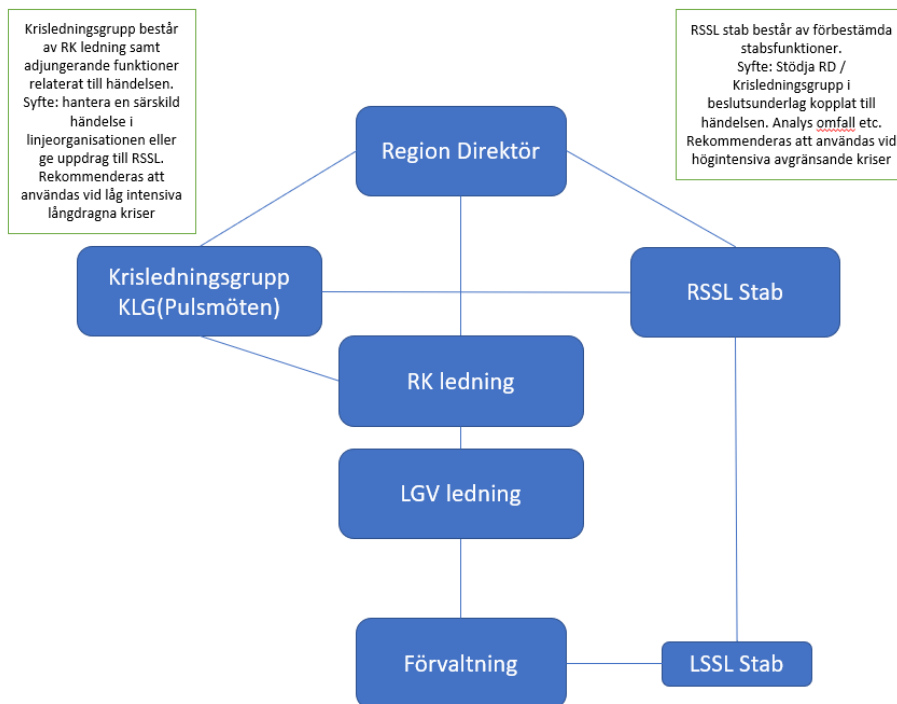 Krisledningsgrupp består
av RK ledning samt
adjungerande funktioner
relaterat till händelsen.
Syfte: hantera en särskild
händelse i
linjeorganisationen eller
ge uppdrag till RSSL.
Rekommenderas att
användas vid låg intensiva
långdragna kriser
RSSL stab består av förbestämda
stabsfunktioner.
Syfte: Stödja RD /
Krisledningsgrupp i
beslutsunderlag kopplat till
händelsen. Analys omfall etc.
Rekommenderas att användas vid
högintensiva avgränsande kriser
Region Direktör
Krisledningsgrupp
KLG(Pulsmöten)
RSSL Stab
RK ledning
LGV ledning
Förvaltning
LSSL Stab